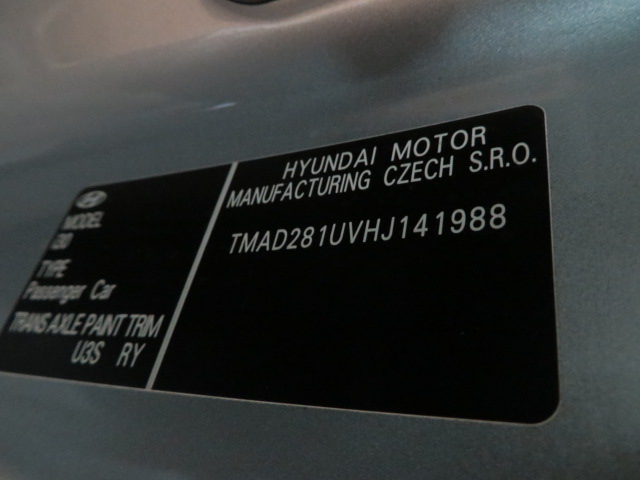 HYUNDAI MOTOR
MANUFACTURING CZECH S.R.O.
TMAD281UVHJ141988
MODEL
i30
TYPE
Passenger Car
TRANS AXLE PAINT TRIM
U3S RY